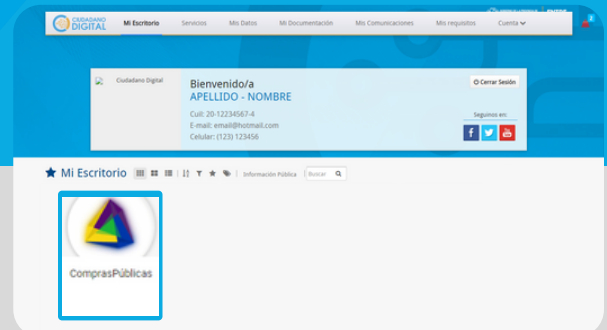 CIUDADANO
DIGITAL
Mi Escritorio Servicios Mis Datos Mi Documentación Mis Comunicaciones Mis requisitos Cuenta
Ciudadano Digital
Bienvenido/a
APELLIDO - NOMBRE
Cuil: 20-12234567-4
E-mail: email@hotmail.com
Celular: (123) 123456
Cerrar Sesión
Seguinos en:
Mi Escritorio
Información Pública
Buscar
ComprasPúblicas